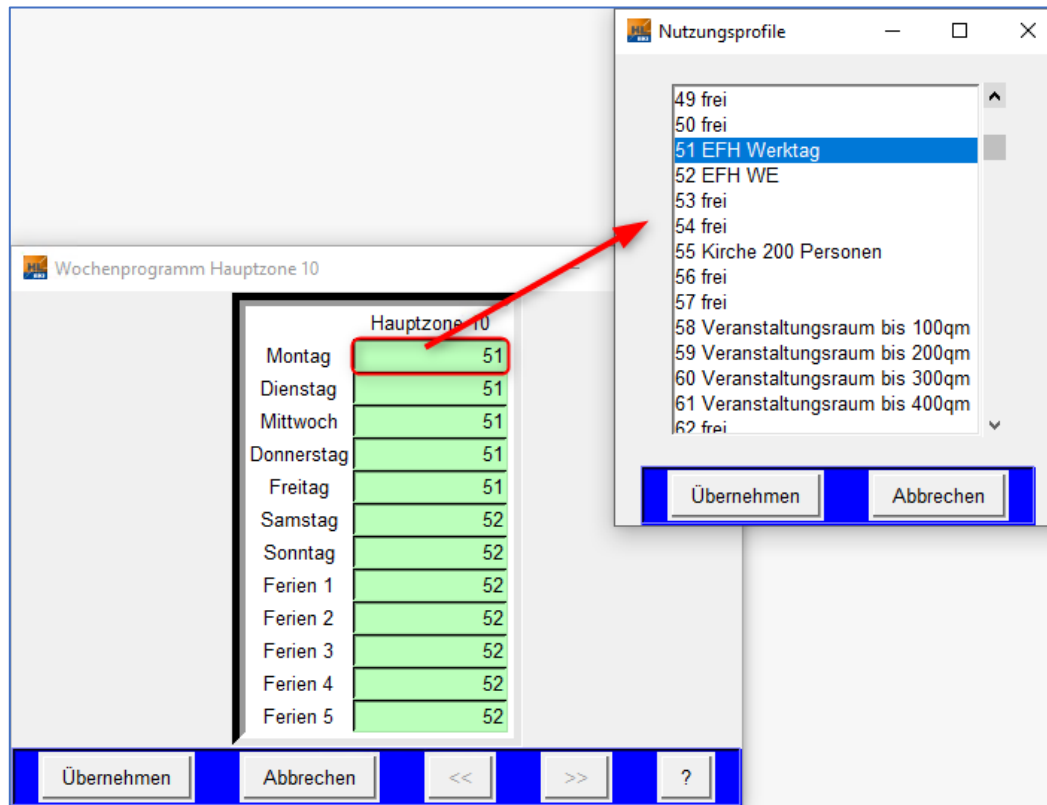 Nutzungsprofile
49 frei
50 frei
51 EFH Werktag
52 EFH WE
53 frei
54 frei
55 Kirche 200 Personen
56 frei
57 frei
58 Veranstaltungsraum bis 100qm
59 Veranstaltungsraum bis 200qm
60 Veranstaltungsraum bis 300qm
61 Veranstaltungsraum bis 400qm
62 frei
Übernehmen Abbrechen
Wochenprogramm Hauptzone 10
Hauptzone 10
Montag 51
Dienstag 51
Mittwoch 51
Donnerstag 51
Freitag 51
Samstag 52
Sonntag 52
Ferien 1 52
Ferien 2 52
Ferien 3 52
Ferien 4 52
Ferien 5 52
Übernehmen Abbrechen << >> ?